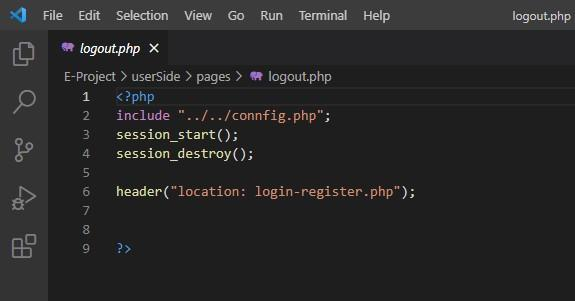 File Edit Selection View Go Run Terminal Help logout.php
logout.php
E-Project > userSide > pages > logout.php
1 <?php
2 include "../../connfig.php";
3 session_start();
4 session_destroy();
5
6 header("location: login-register.php");
7
8
9 ?>